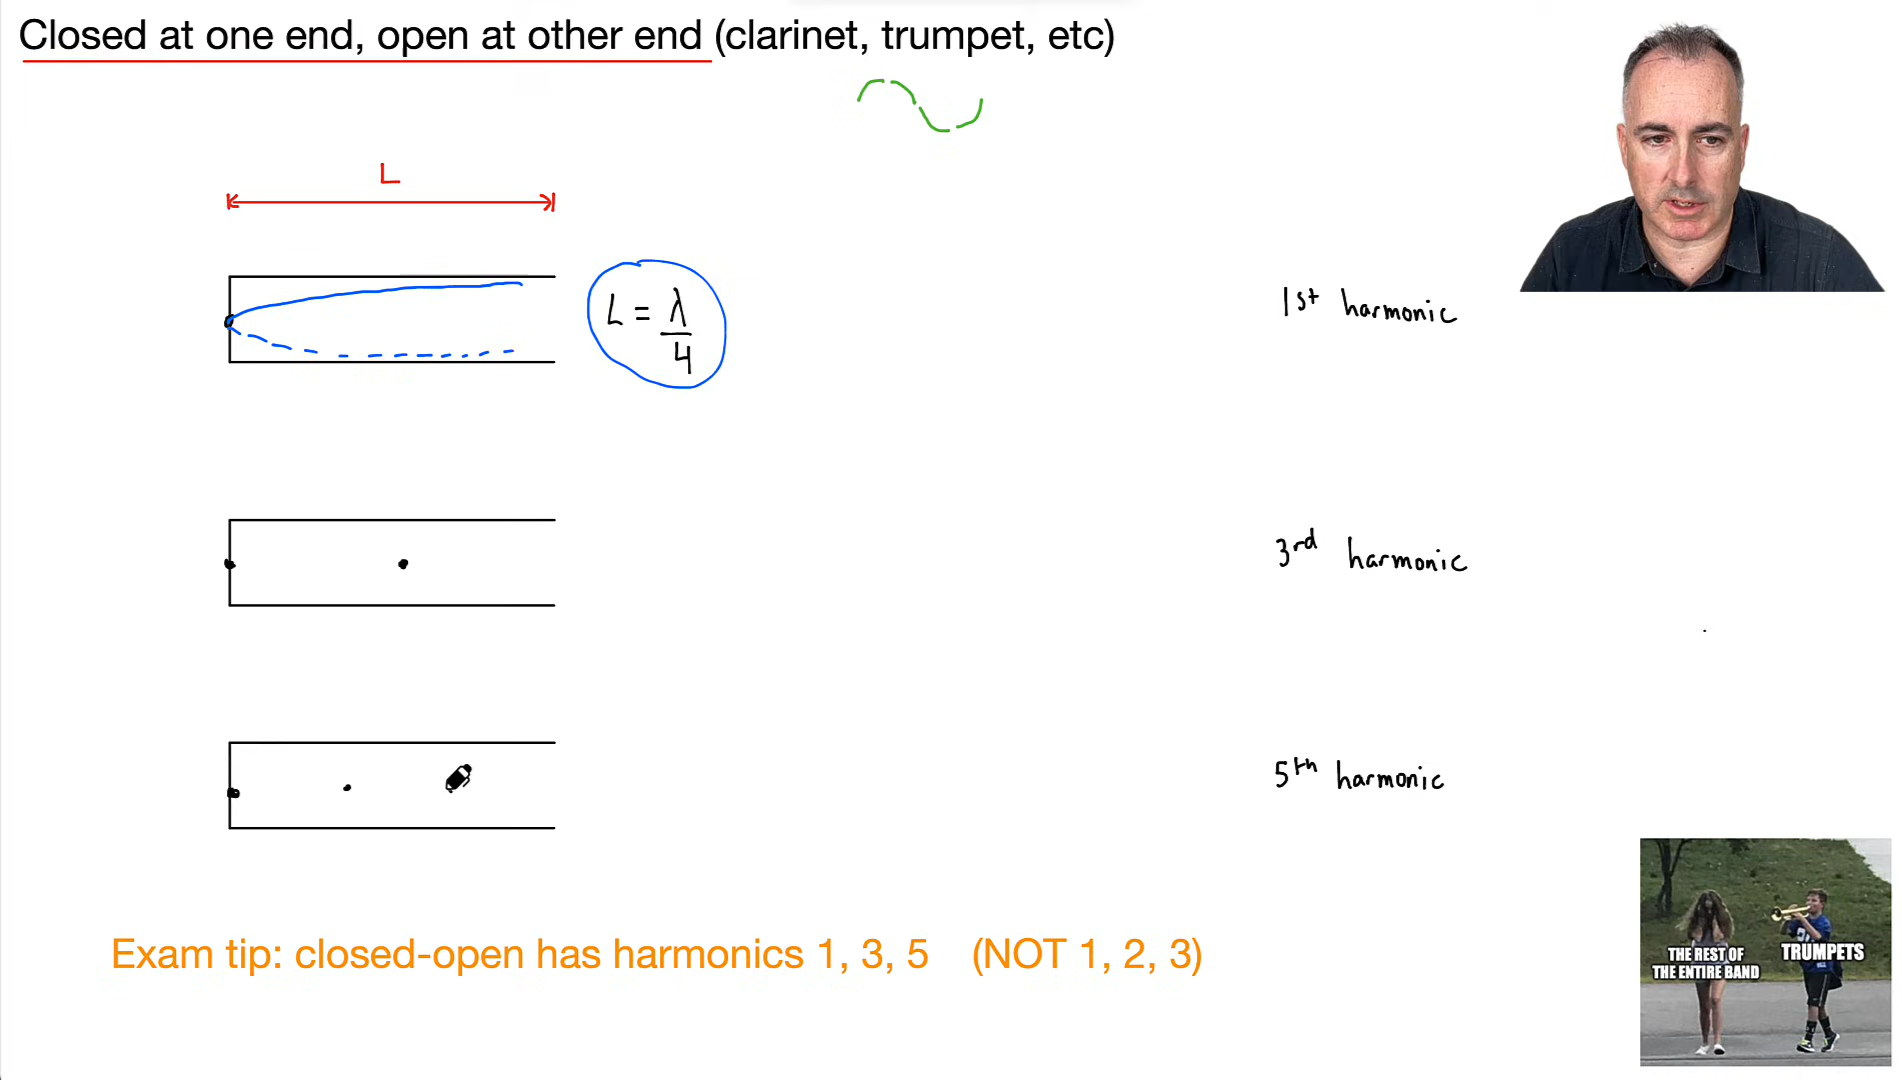 Closed at one end, open at other end (clarinet, trumpet, etc)
L
L = λ/4
1st harmonic
3rd harmonic
5th harmonic
Exam tip: closed-open has harmonics 1, 3, 5 (NOT 1, 2, 3)
THE REST OF
THE ENTIRE BAND
TRUMPETS